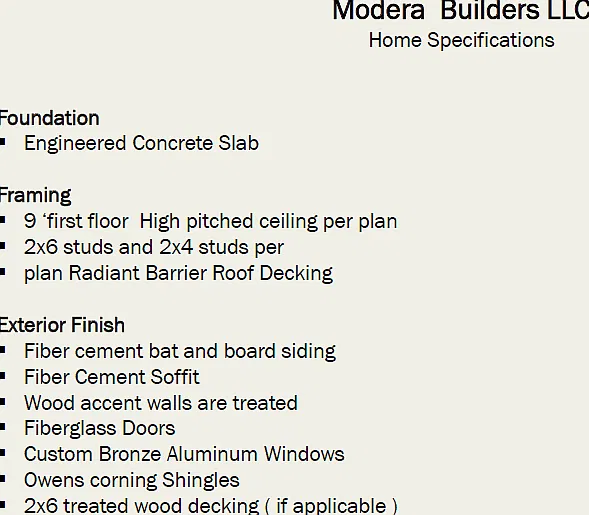 Modera Builders LLC
Home Specifications
Foundation
▪ Engineered Concrete Slab
Framing
▪ 9 ‘first floor High pitched ceiling per plan
▪ 2x6 studs and 2x4 studs per
▪ plan Radiant Barrier Roof Decking
Exterior Finish
▪ Fiber cement bat and board siding
▪ Fiber Cement Soffit
▪ Wood accent walls are treated
▪ Fiberglass Doors
▪ Custom Bronze Aluminum Windows
▪ Owens corning Shingles
▪ 2x6 treated wood decking ( if applicable )